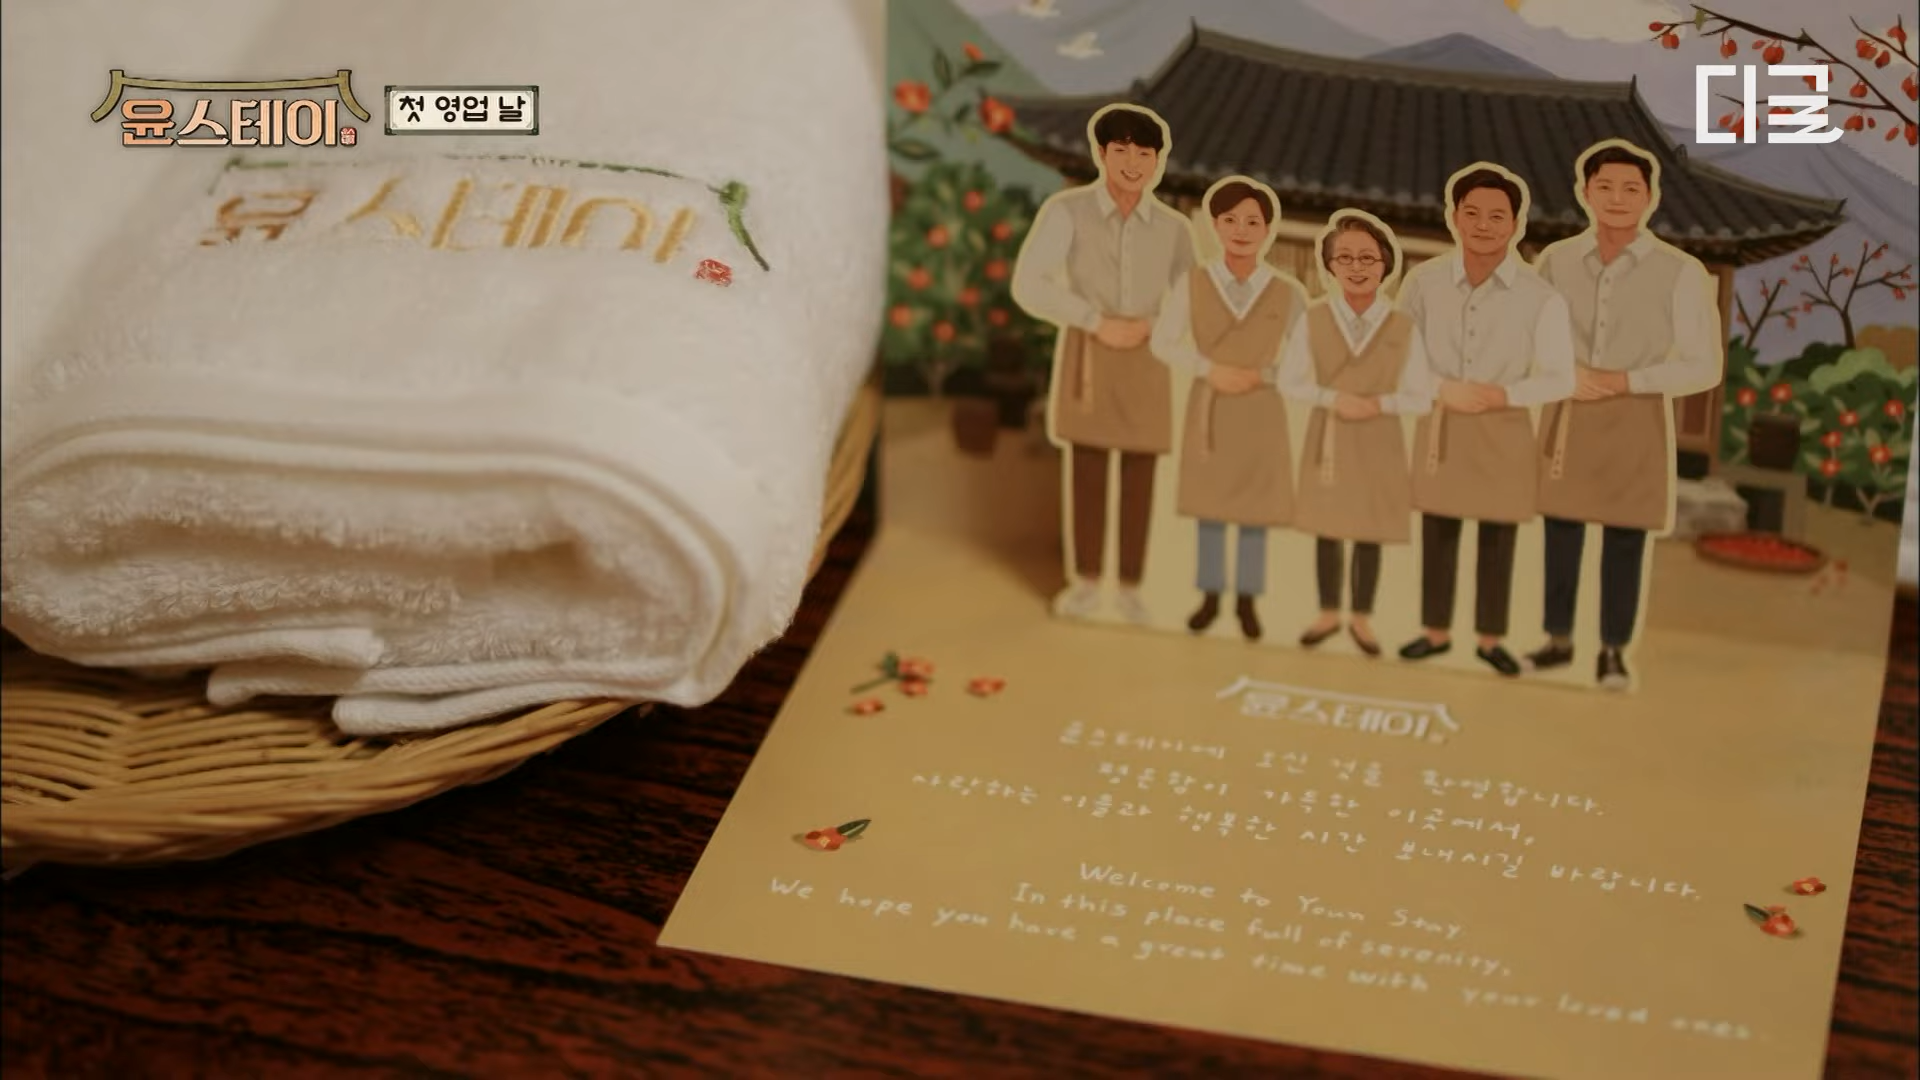 윤스테이
첫 영업 날
디글
윤스테이
윤스테이
윤스테이에 오신 것을 환영합니다.
평온함이 가득한 이곳에서,
사랑하는 이들과 행복한 시간 보내시길 바랍니다.
Welcome to Youn Stay.
In this place full of serenity,
We hope you have a great time with your loved ones.